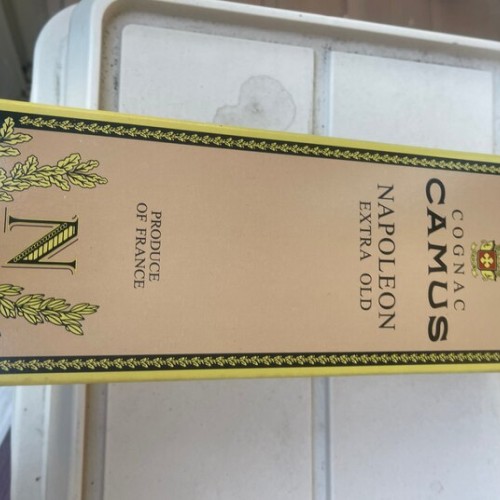 COGNAC
CAMUS
NAPOLEON
EXTRA OLD
PRODUCE
OF FRANCE
N